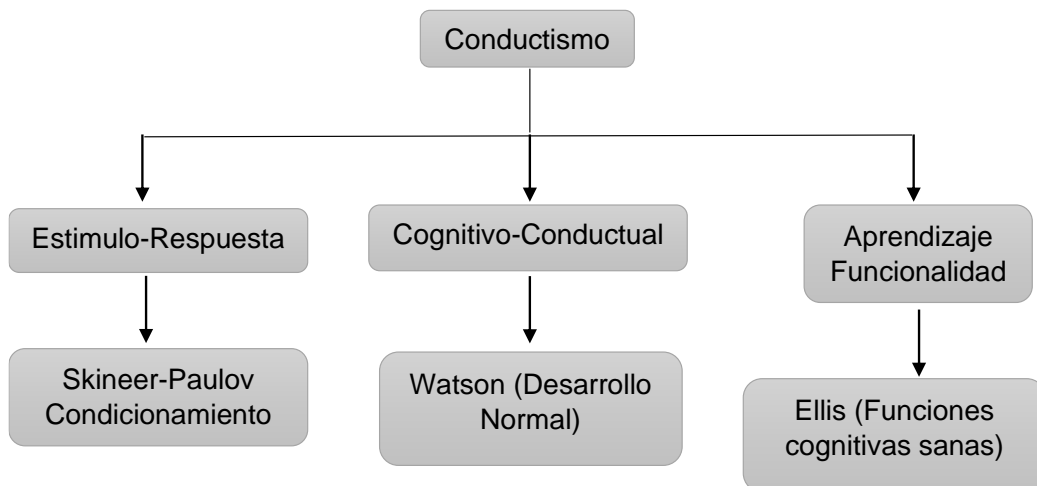 Conductismo
Estimulo-Respuesta
Cognitivo-Conductual
Aprendizaje
Funcionalidad
Skineer-Paulov
Condicionamiento
Watson (Desarrollo
Normal)
Ellis (Funciones
cognitivas sanas)